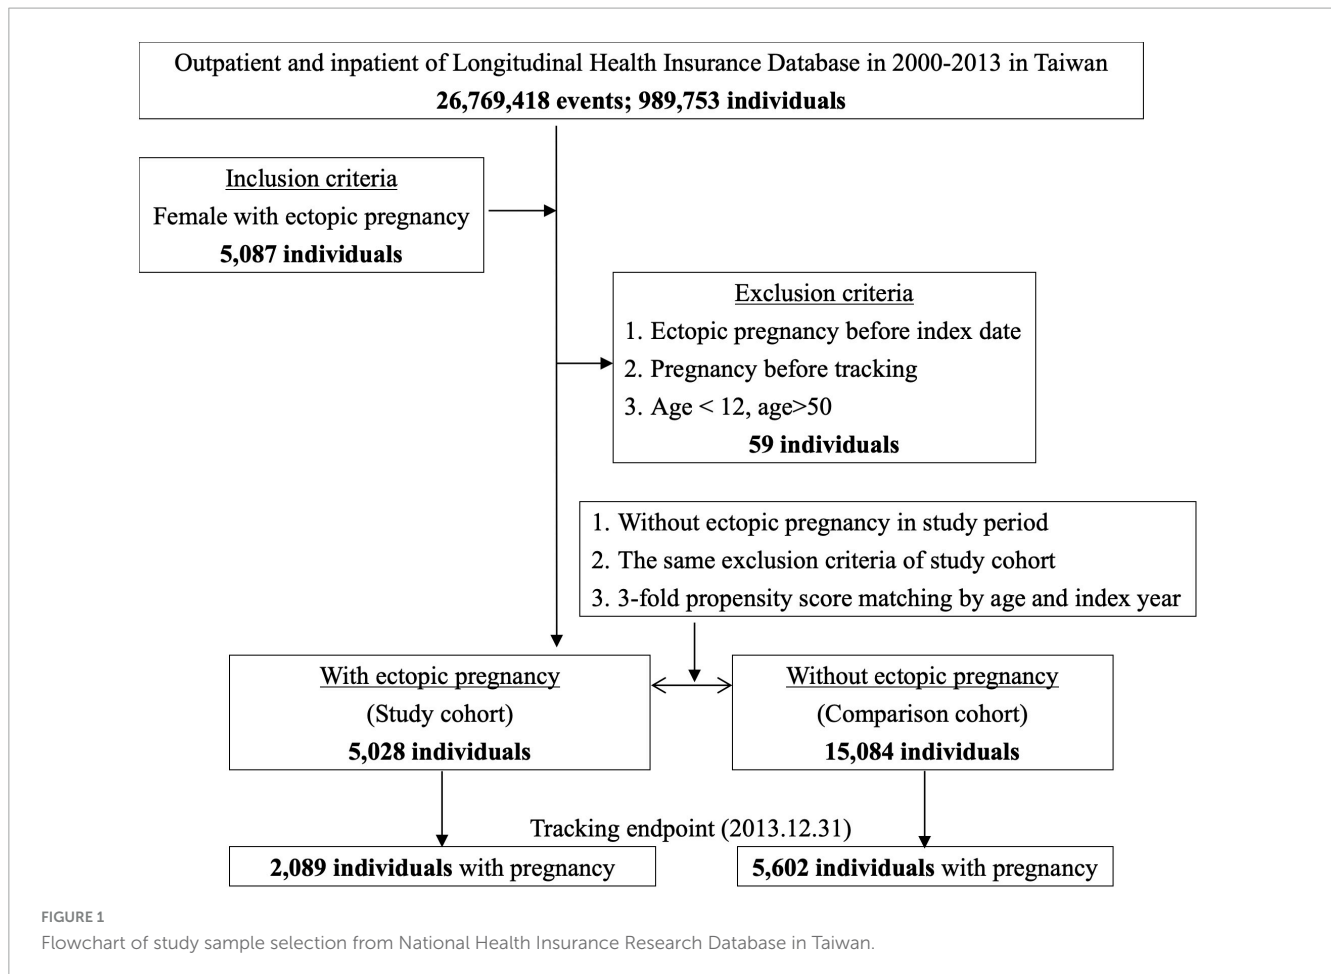 Outpatient and inpatient of Longitudinal Health Insurance Database in 2000-2013 in Taiwan
26,769,418 events; 989,753 individuals
Inclusion criteria
Female with ectopic pregnancy
5,087 individuals
Exclusion criteria
1. Ectopic pregnancy before index date
2. Pregnancy before tracking
3. Age < 12, age>50
59 individuals
1. Without ectopic pregnancy in study period
2. The same exclusion criteria of study cohort
3. 3-fold propensity score matching by age and index year
With ectopic pregnancy
(Study cohort)
5,028 individuals
Without ectopic pregnancy
(Comparison cohort)
15,084 individuals
Tracking endpoint (2013.12.31)
2,089 individuals with pregnancy
5,602 individuals with pregnancy
FIGURE 1
Flowchart of study sample selection from National Health Insurance Research Database in Taiwan.